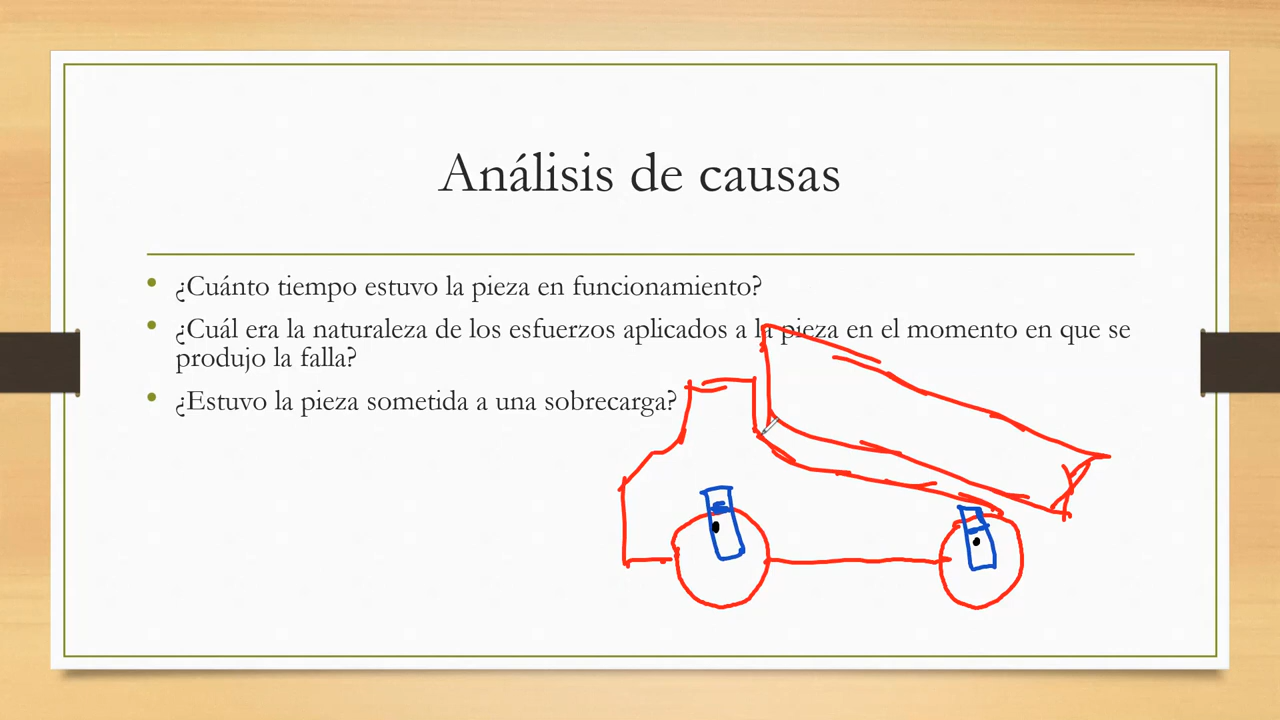 Análisis de causas
• ¿Cuánto tiempo estuvo la pieza en funcionamiento?
• ¿Cuál era la naturaleza de los esfuerzos aplicados a la pieza en el momento en que se
produjo la falla?
• ¿Estuvo la pieza sometida a una sobrecarga?